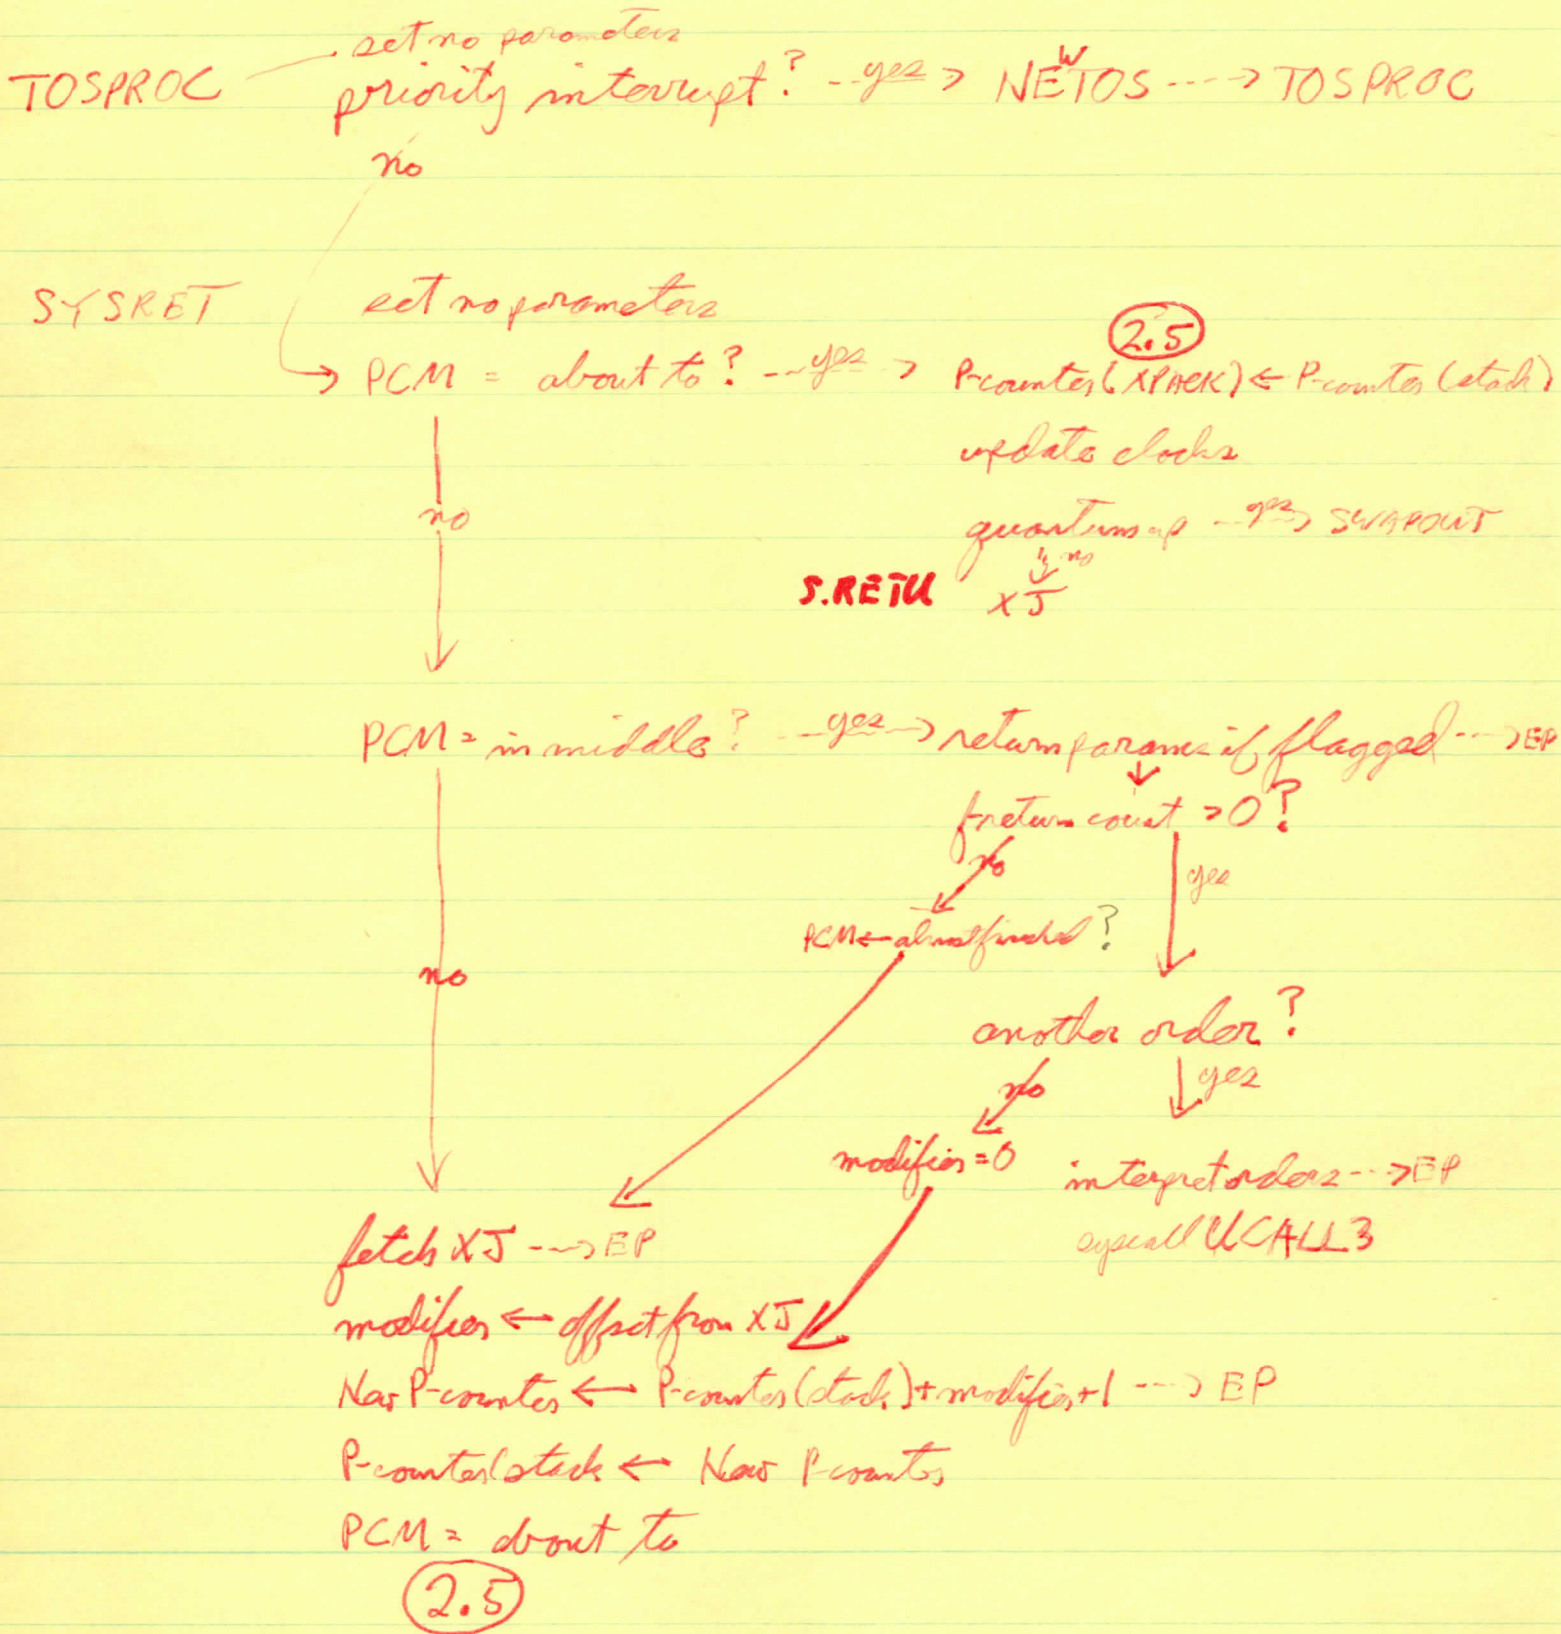 set no parameters
TOSPROC priority interrupt? --yes-> NEWTOS ----> TOSPROC
no
SYSRET set no parameters
2.5
→ PCM = about to? --yes-> P-counter(XPACK) ← P-counter (stack)
update clocks
no quantum up --yes-> SWAPOUT
no
S.RETU XJ
PCM = in middle? --yes-> return params if flagged ---> EP
f-return count > 0?
no yes
PCM ← almost finished?
no
another order?
no yes
modifier = 0 interpret orders ---> EP
syscall UCALL3
fetch XJ ---> EP
modifier ← offset from XJ
New P-counter ← P-counter (stack) + modifier + 1 ---> EP
P-counter (stack ← New P-counter
PCM = about to
2.5